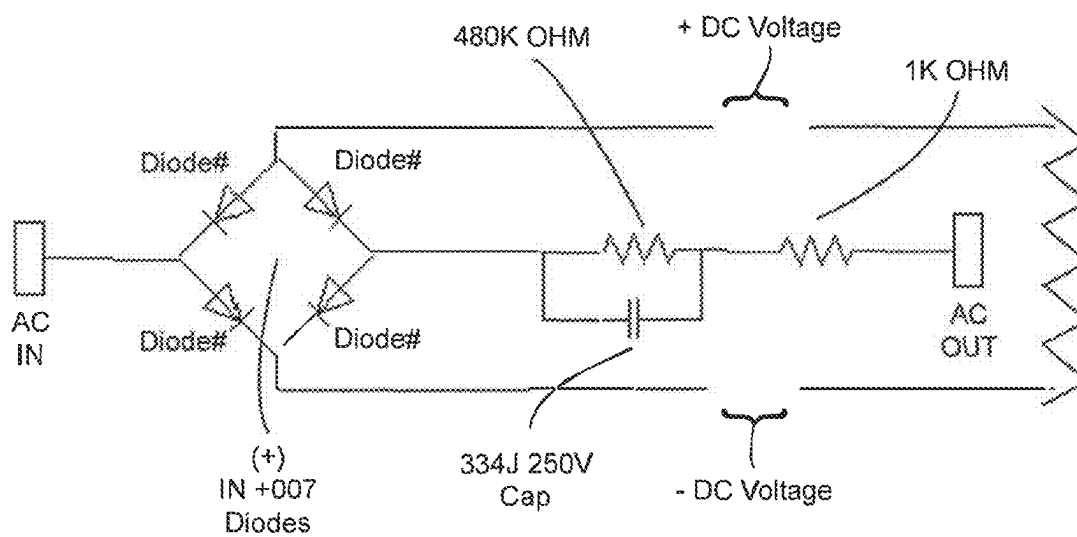 480K OHM
+ DC Voltage
1K OHM
Diode#
Diode#
AC
IN
Diode#
Diode#
AC
OUT
(+)
IN +007
Diodes
334J 250V
Cap
- DC Voltage